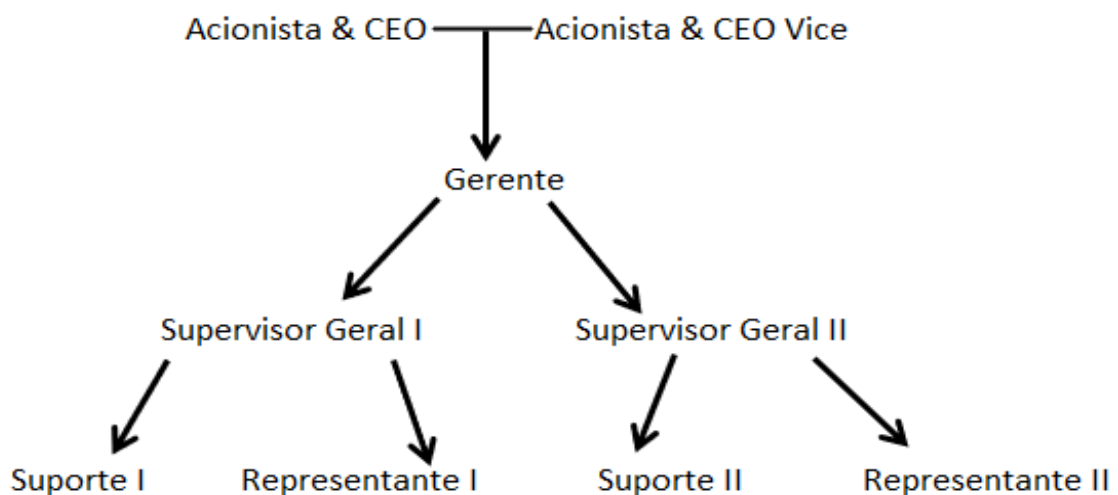 Acionista & CEO Acionista & CEO Vice
Gerente
Supervisor Geral I Supervisor Geral II
Suporte I Representante I Suporte II Representante II